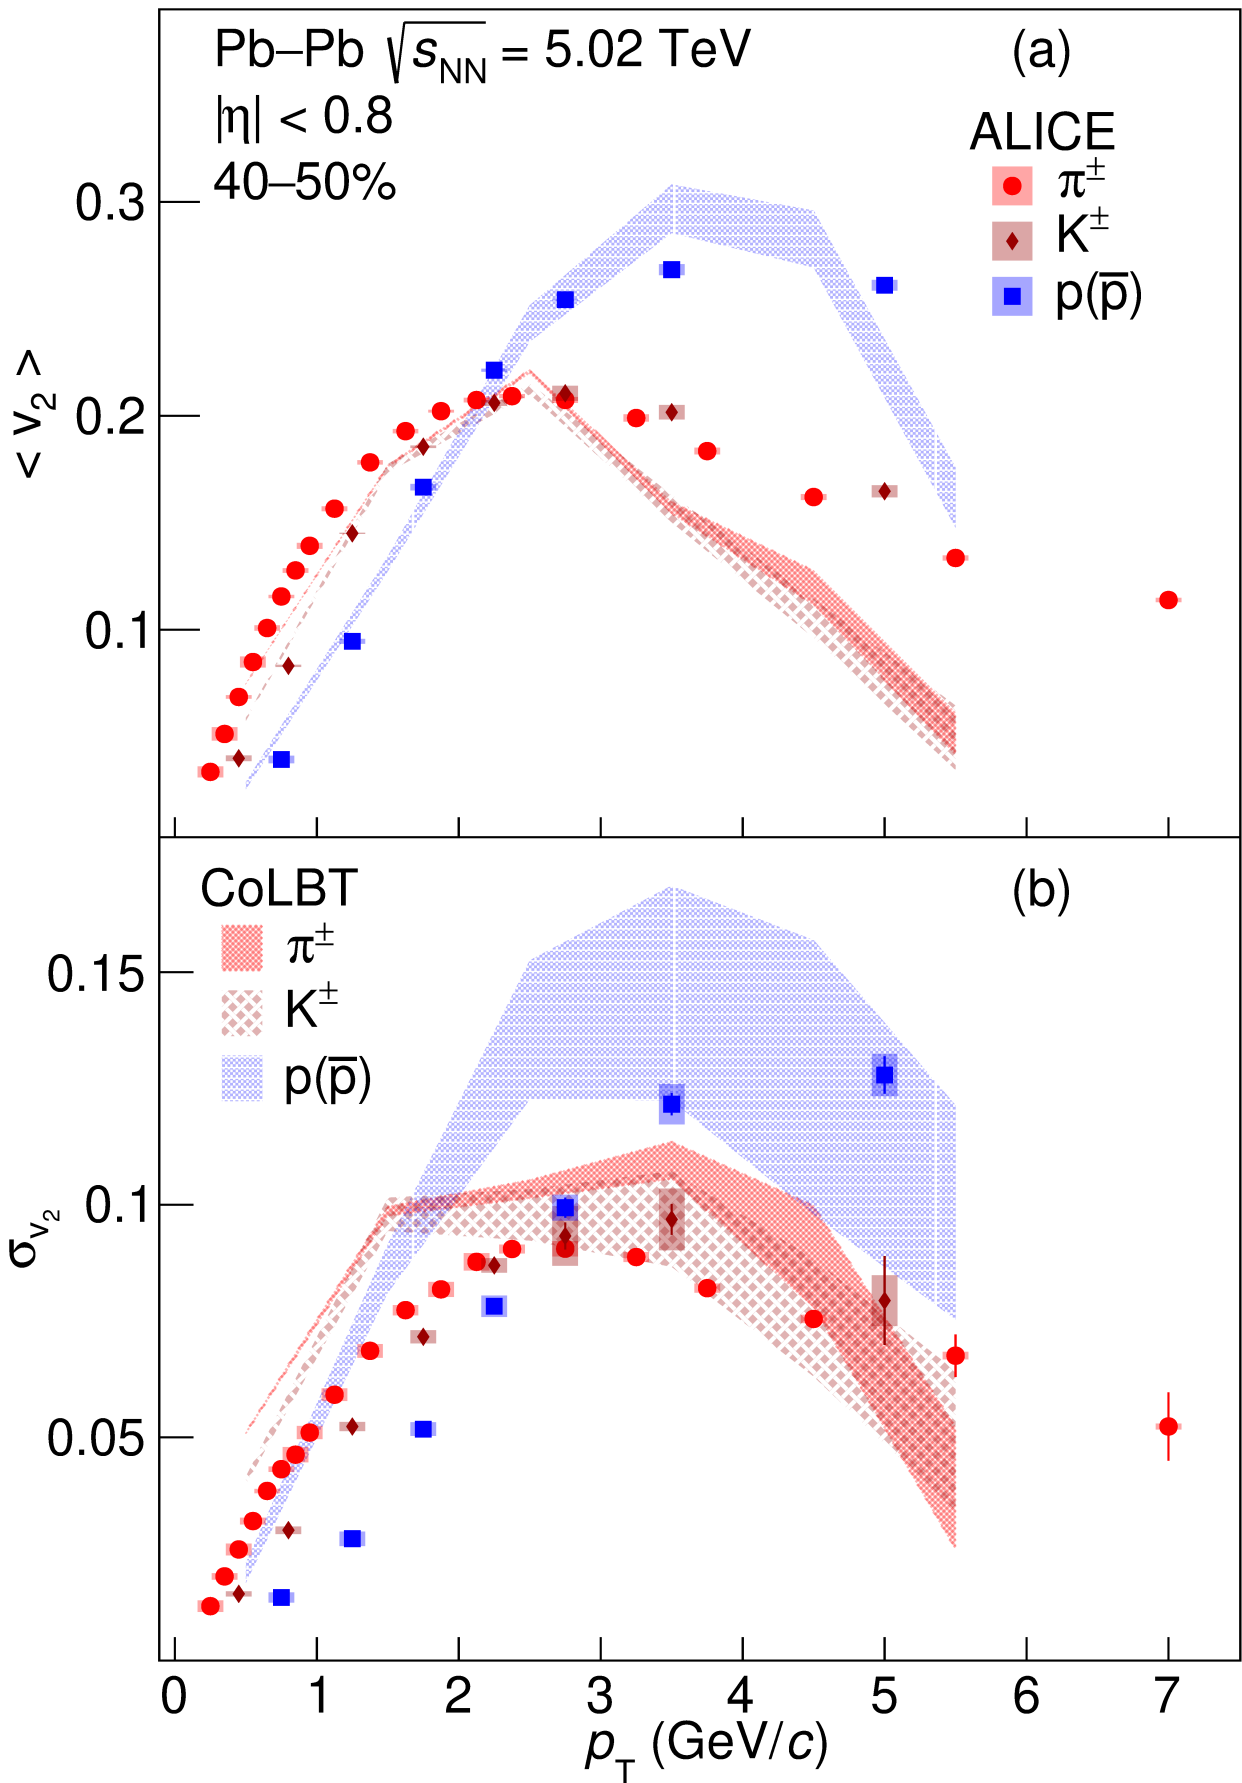 Pb–Pb √sNN = 5.02 TeV
(a)
|η| < 0.8
40–50%
ALICE
π±
K±
p(p̅)
0.3
0.2
0.1
< v2 >
CoLBT
(b)
π±
K±
p(p̅)
0.15
0.1
0.05
σv2
0 1 2 3 4 5 6 7
pT (GeV/c)